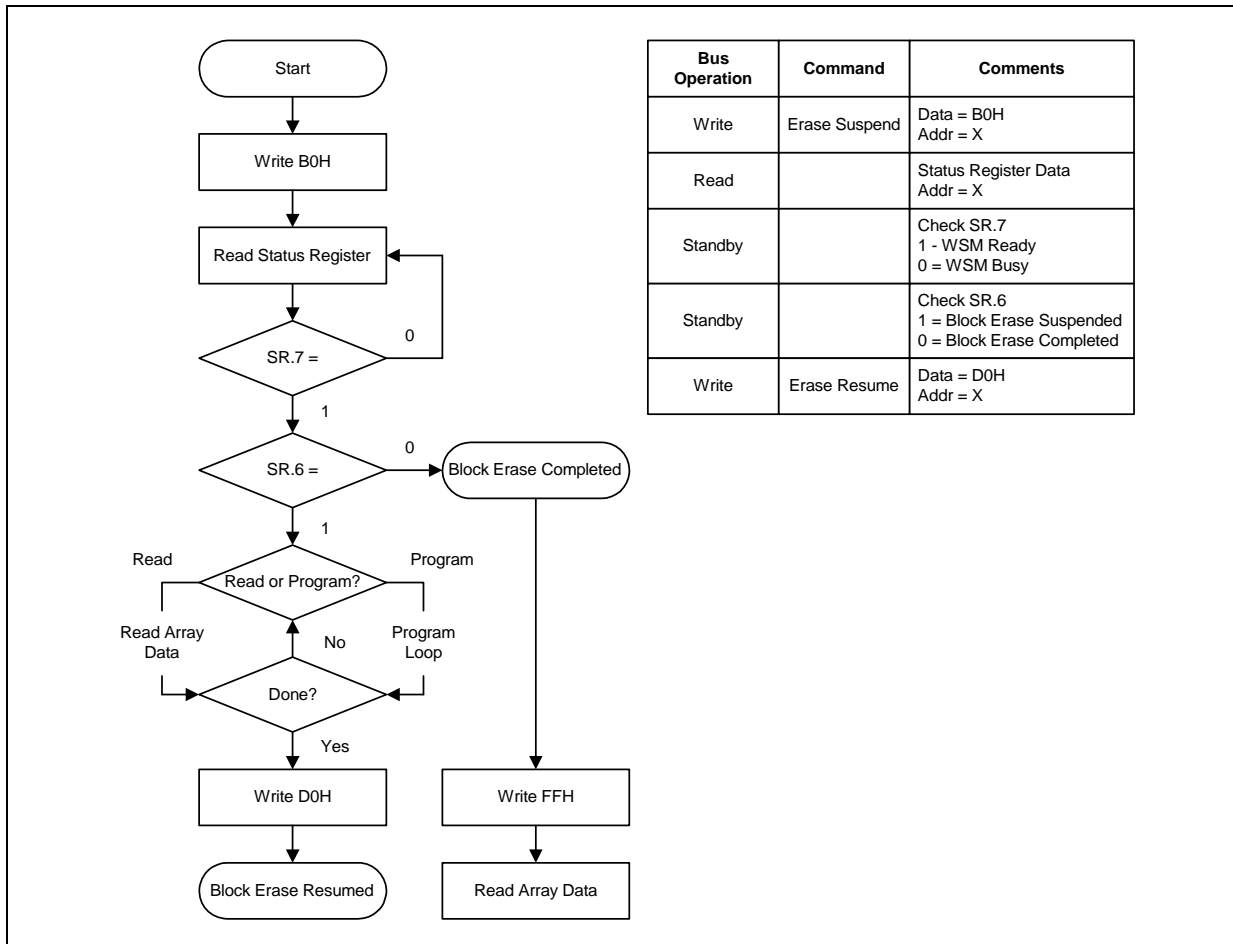 Start
Write B0H
Read Status Register
0
SR.7 =
1
0
SR.6 =
Block Erase Completed
1
Read
Program
Read or Program?
Read Array
Data
No
Program
Loop
Done?
Yes
Write D0H
Write FFH
Block Erase Resumed
Read Array Data
Bus
Operation
Command
Comments
Write
Erase Suspend
Data = B0H
Addr = X
Read
Status Register Data
Addr = X
Standby
Check SR.7
1 - WSM Ready
0 = WSM Busy
Standby
Check SR.6
1 = Block Erase Suspended
0 = Block Erase Completed
Write
Erase Resume
Data = D0H
Addr = X